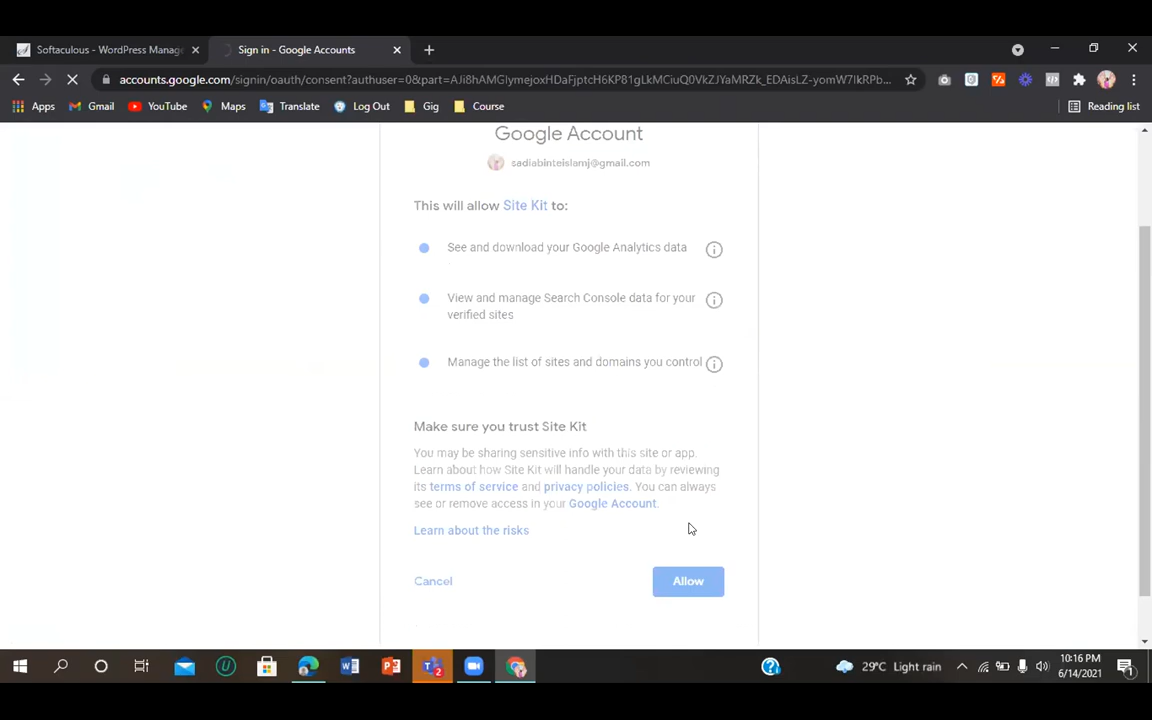 Softaculous - WordPress Manage
Sign in - Google Accounts
accounts.google.com/signin/oauth/consent?authuser=0&part=AJi8hAMGlymejoxHDaFjptcH6KP81gLkMCiuQ0VkZJYaMRZk_EDAisLZ-yomW7lkRPb...
Apps
Gmail
YouTube
Maps
Translate
Log Out
Gig
Course
Reading list
Google Account
sadiabinteislamj@gmail.com
This will allow Site Kit to:
See and download your Google Analytics data
View and manage Search Console data for your
verified sites
Manage the list of sites and domains you control
Make sure you trust Site Kit
You may be sharing sensitive info with this site or app.
Learn about how Site Kit will handle your data by reviewing
its terms of service and privacy policies. You can always
see or remove access in your Google Account.
Learn about the risks
Cancel
Allow
29°C Light rain
10:16 PM
6/14/2021